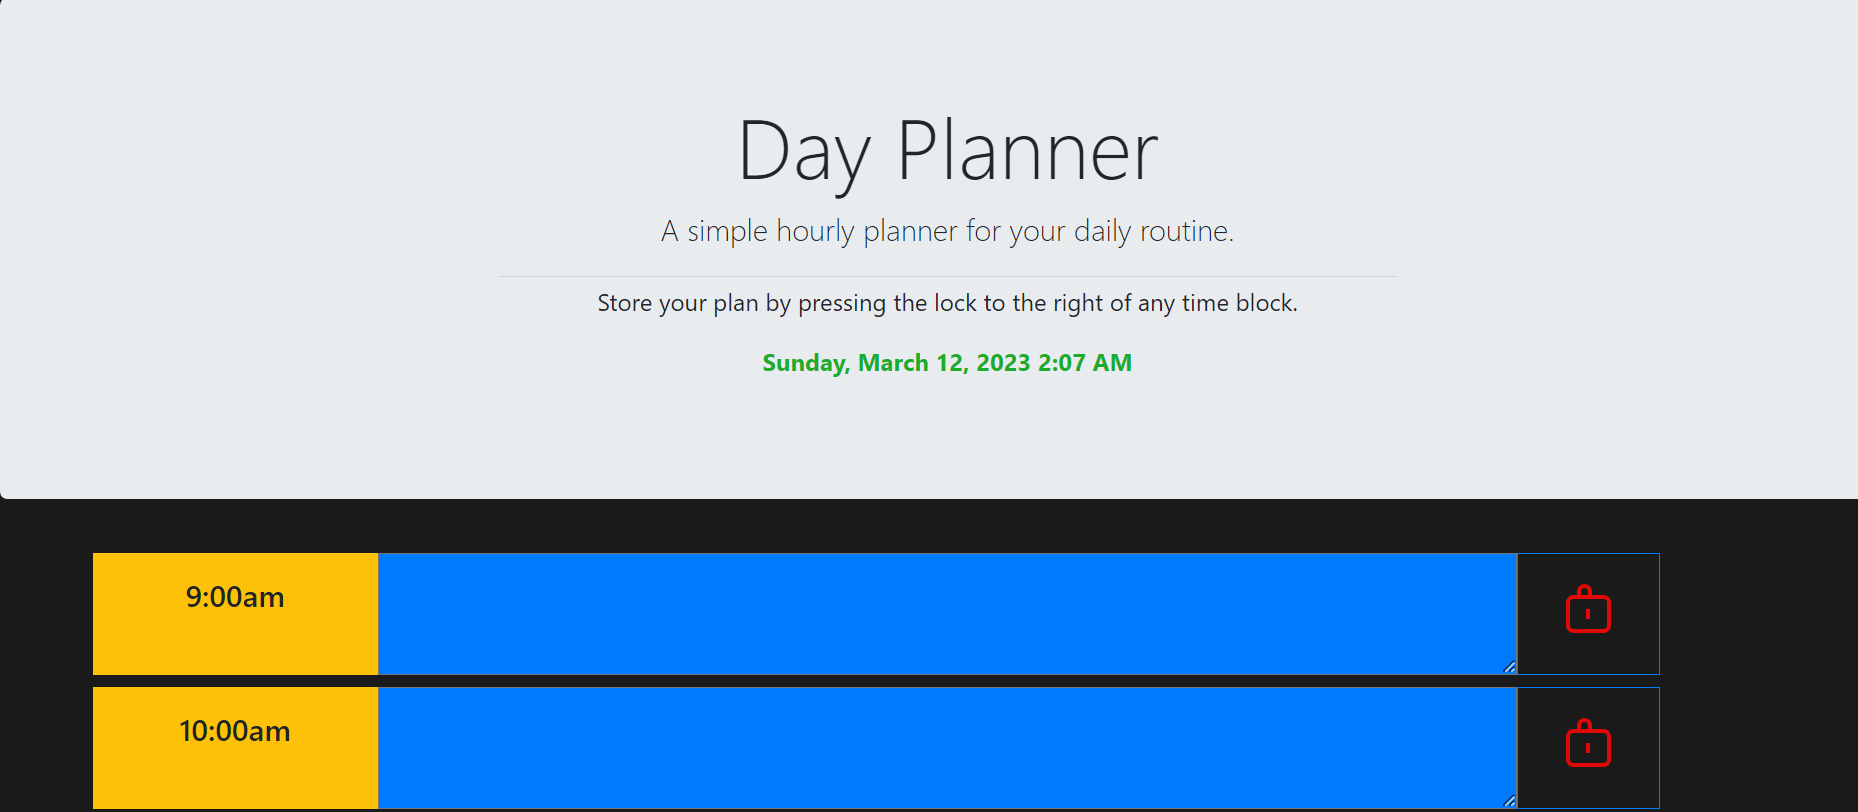 Day Planner
A simple hourly planner for your daily routine.
Store your plan by pressing the lock to the right of any time block.
Sunday, March 12, 2023 2:07 AM
9:00am
10:00am